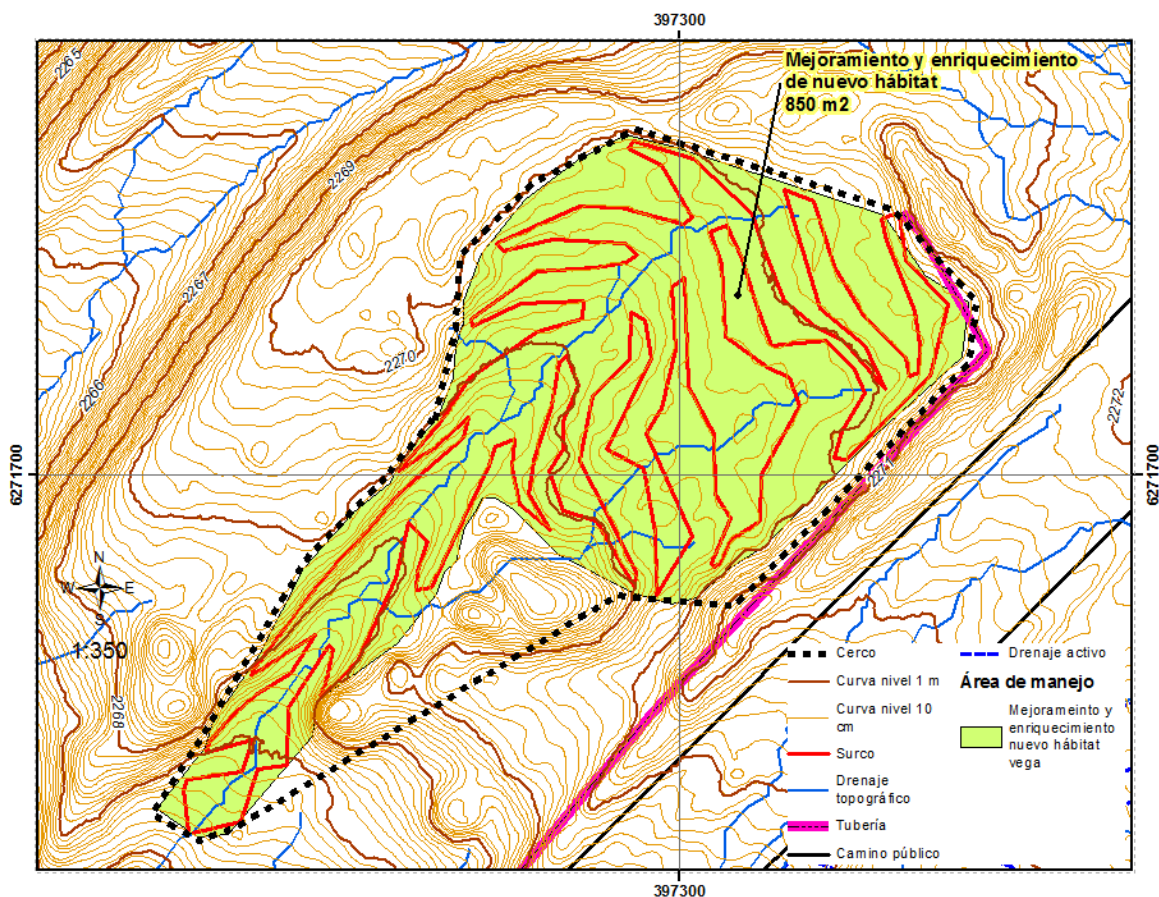 397300
Mejoramiento y enriquecimiento
de nuevo hábitat
850 m2
2265
2269
2267
2266
2270
2272
6271700
6271700
2271
N
W
E
S
1:350
2268
Cerco
Curva nivel 1 m
Curva nivel 10
cm
Surco
Drenaje
topográfico
Tubería
Camino público
Drenaje activo
Área de manejo
Mejorameinto y
enriquecimiento
nuevo hábitat
vega
397300